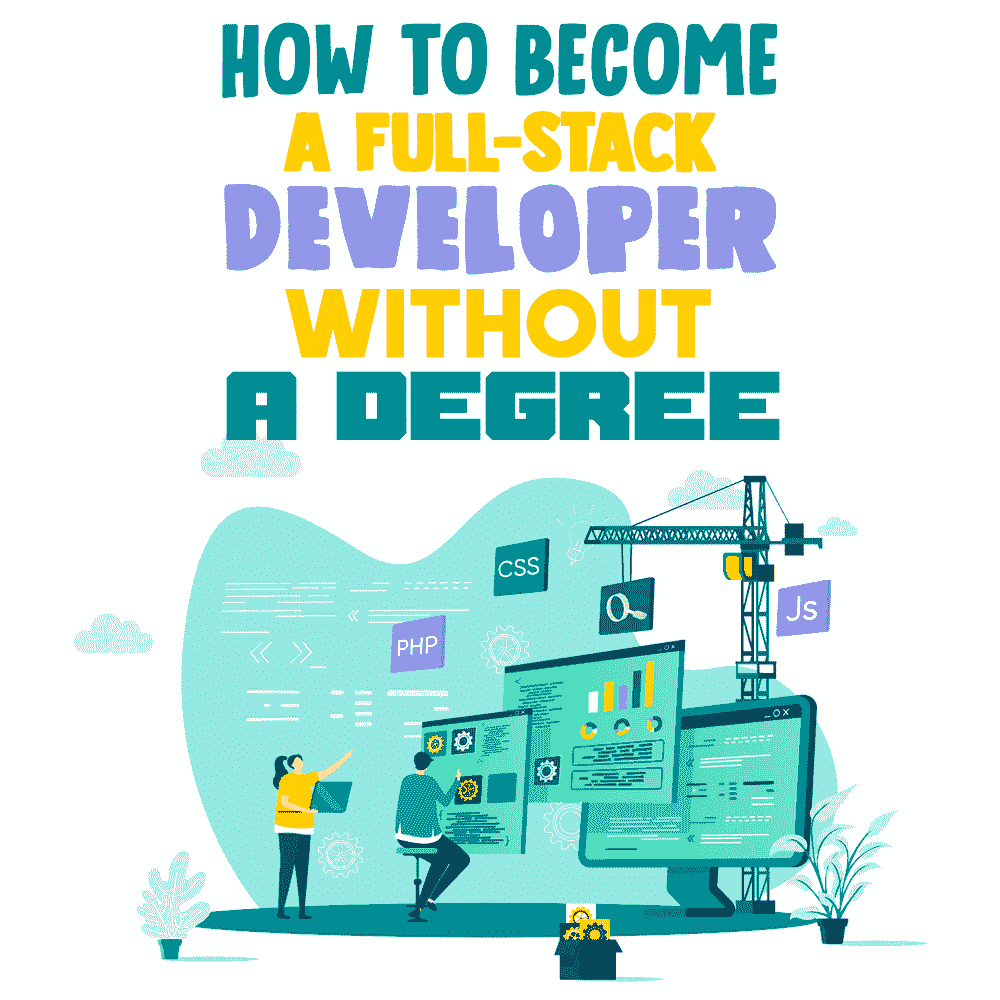 HOW TO BECOME
A FULL-STACK
DEVELOPER
WITHOUT
A DEGREE
CSS
PHP
Js